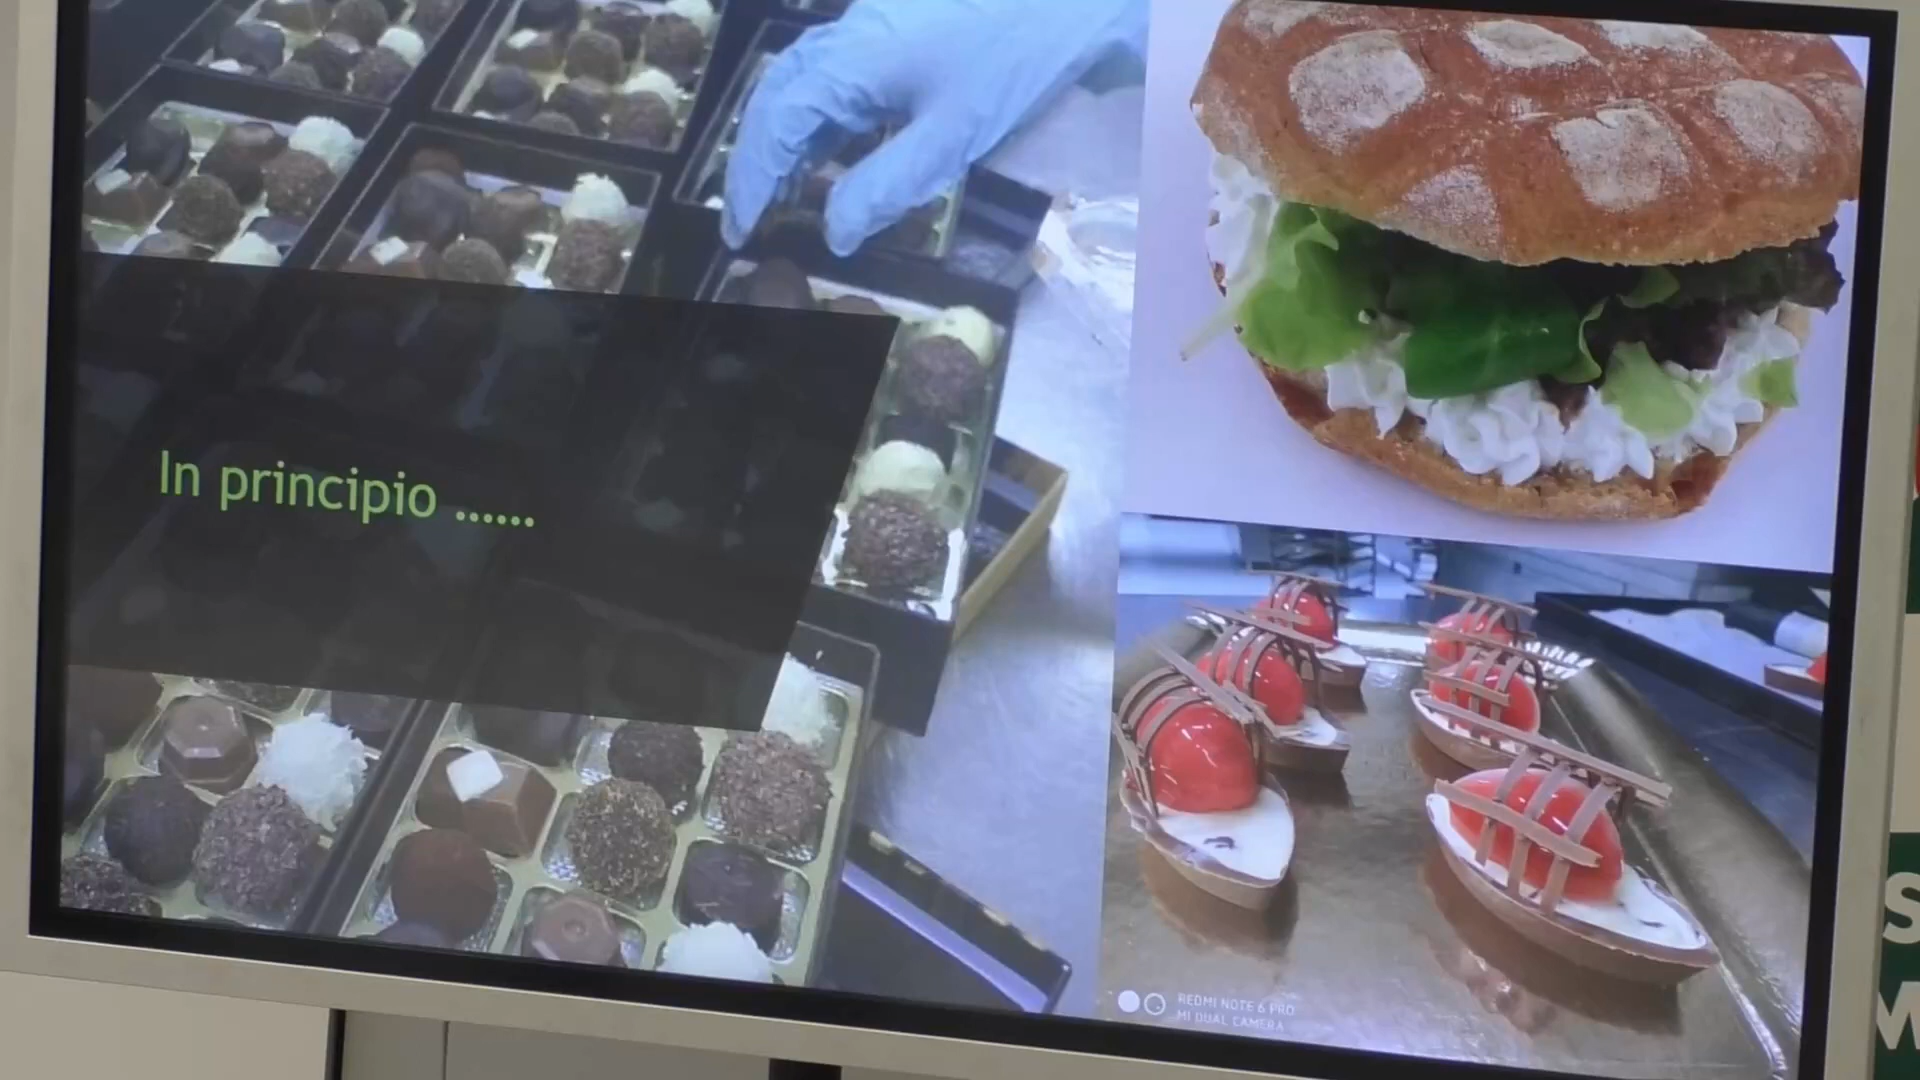 In principio ......
REDMI NOTE 6 PRO
MI DUAL CAMERA
S
M